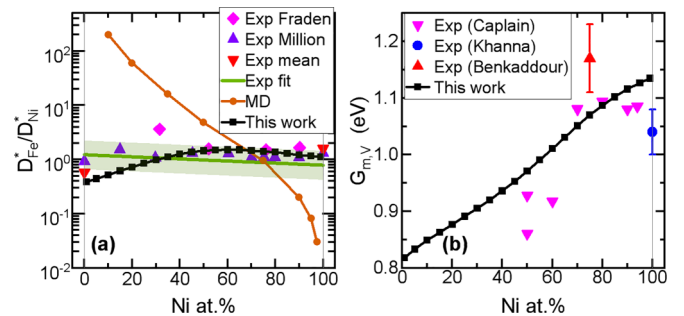 Exp Fraden
Exp Million
Exp mean
Exp fit
MD
This work
10²
10¹
10⁰
10⁻¹
10⁻²
D*Fe/D*Ni
(a)
0 20 40 60 80 100
Ni at.%
Exp (Caplain)
Exp (Khanna)
Exp (Benkaddour)
This work
1.2
1.1
1.0
0.9
0.8
Gm,V (eV)
(b)
0 20 40 60 80 100
Ni at.%